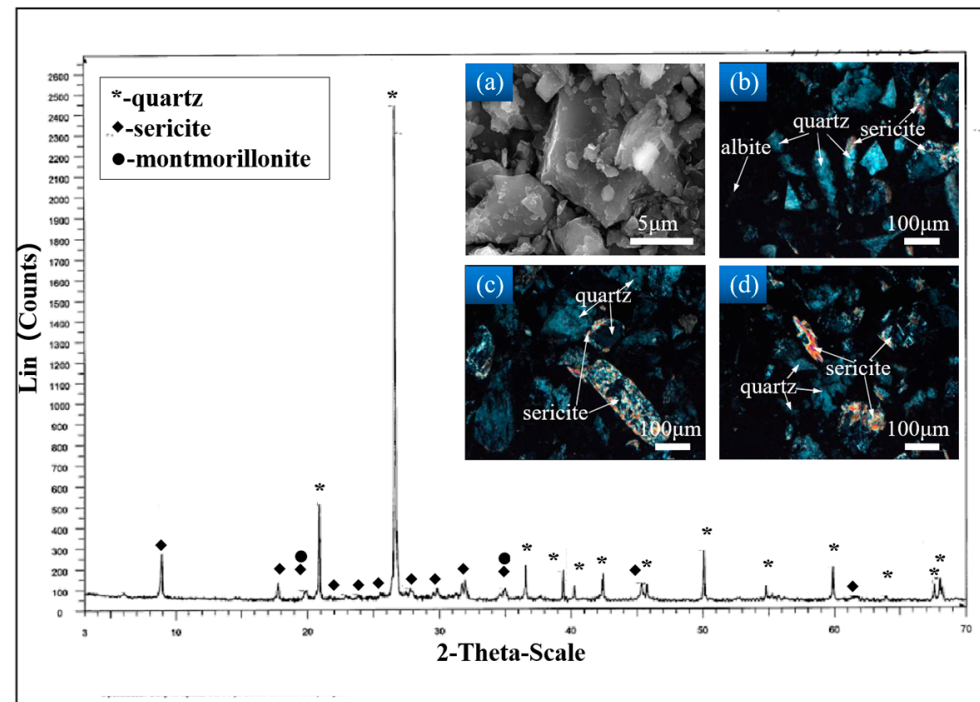 *-quartz
◆-sericite
●-montmorillonite
Lin (Counts)
2600
2500
2400
2300
2200
2100
2000
1900
1800
1700
1600
1500
1400
1300
1200
1100
1000
900
800
700
600
500
400
300
200
100
0
3
10
20
30
40
50
60
70
2-Theta-Scale
(a)
5μm
(b)
quartz
sericite
albite
100μm
(c)
quartz
sericite
100μm
(d)
sericite
quartz
100μm